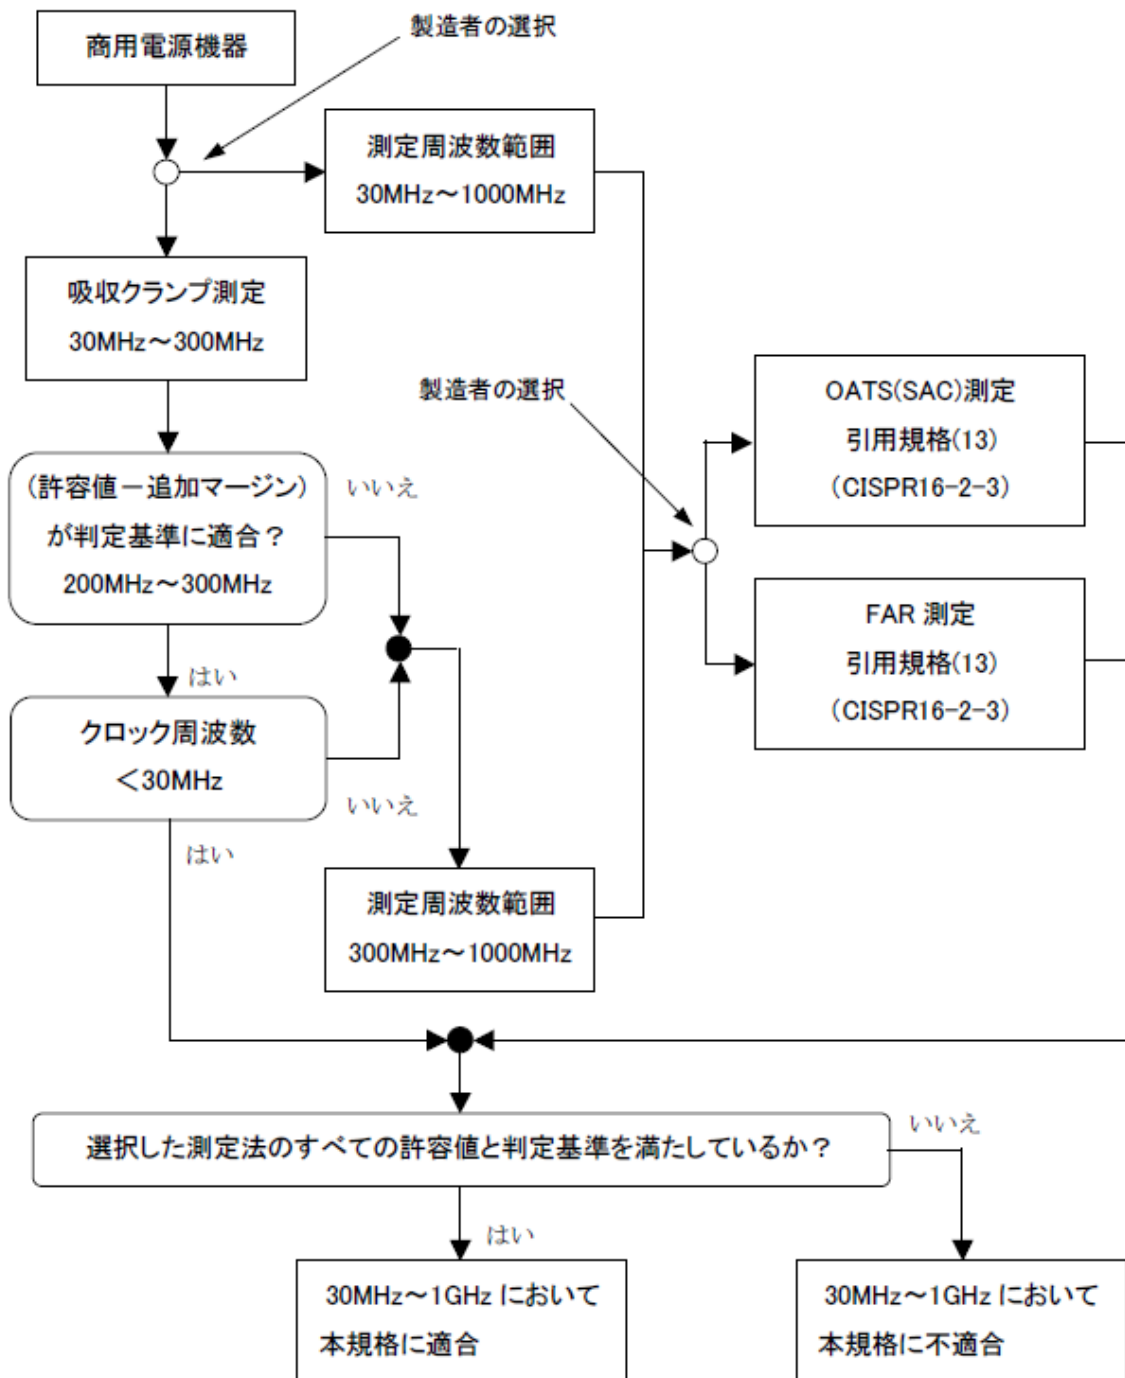 製造者の選択
商用電源機器
測定周波数範囲
30MHz~1000MHz
吸収クランプ測定
30MHz~300MHz
製造者の選択
OATS(SAC)測定
引用規格(13)
(CISPR16-2-3)
(許容値-追加マージン)
が判定基準に適合?
200MHz~300MHz
いいえ
はい
FAR 測定
引用規格(13)
(CISPR16-2-3)
クロック周波数
<30MHz
いいえ
はい
測定周波数範囲
300MHz~1000MHz
選択した測定法のすべての許容値と判定基準を満たしているか?
いいえ
はい
30MHz~1GHz において
本規格に適合
30MHz~1GHz において
本規格に不適合